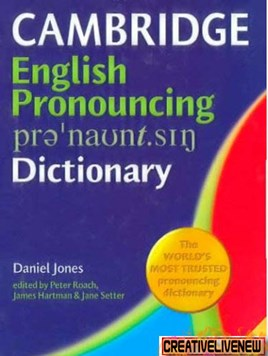 CAMBRIDGE
English
Pronouncing
prəˈnaʊnt.sɪŋ
Dictionary
Daniel Jones
edited by Peter Roach,
James Hartman & Jane Setter
The
WORLD'S
MOST TRUSTED
pronouncing
dictionary
CREATIVELIVENEW